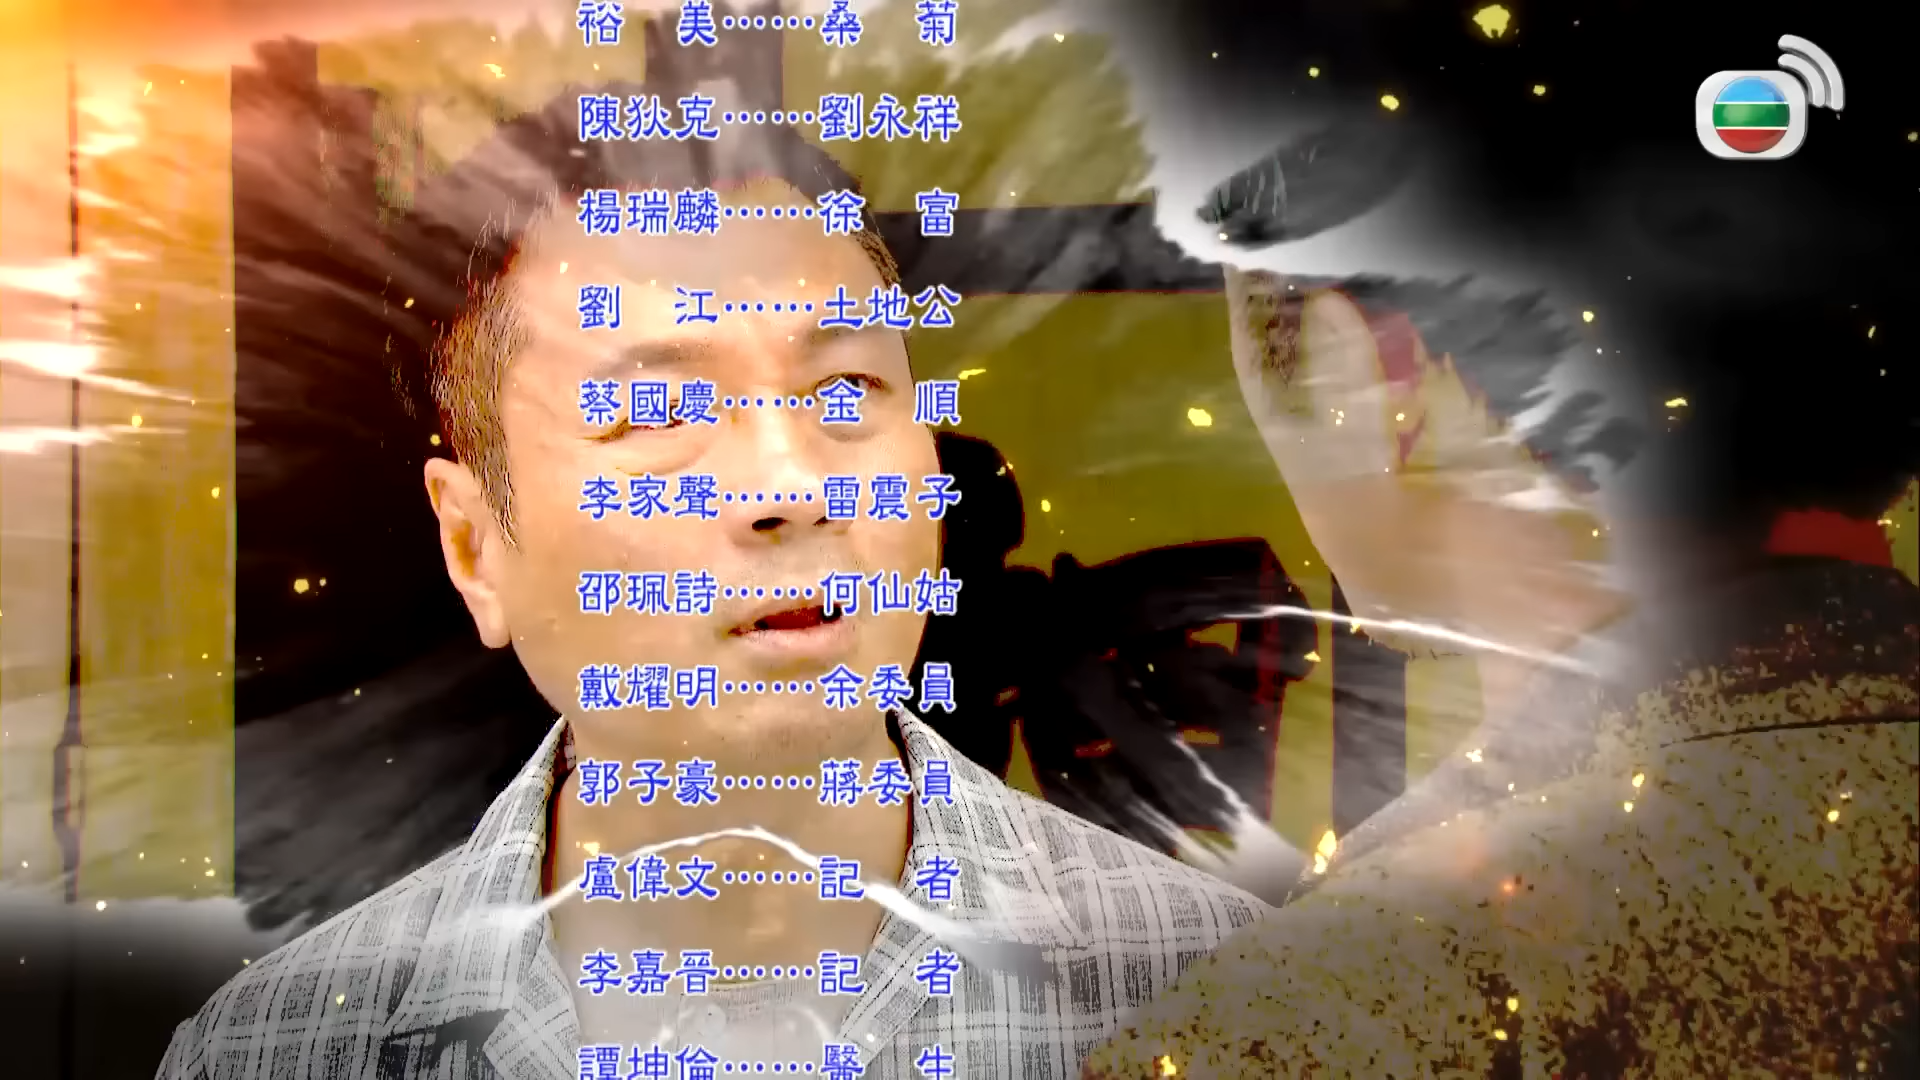 裕　美……桑　菊
陳狄克……劉永祥
楊瑞麟……徐　富
劉　江……土地公
蔡國慶……金　順
李家聲……雷震子
邵珮詩……何仙姑
戴耀明……余委員
郭子豪……蔣委員
盧偉文……記　者
李嘉晉……記　者
譚坤倫……醫　生